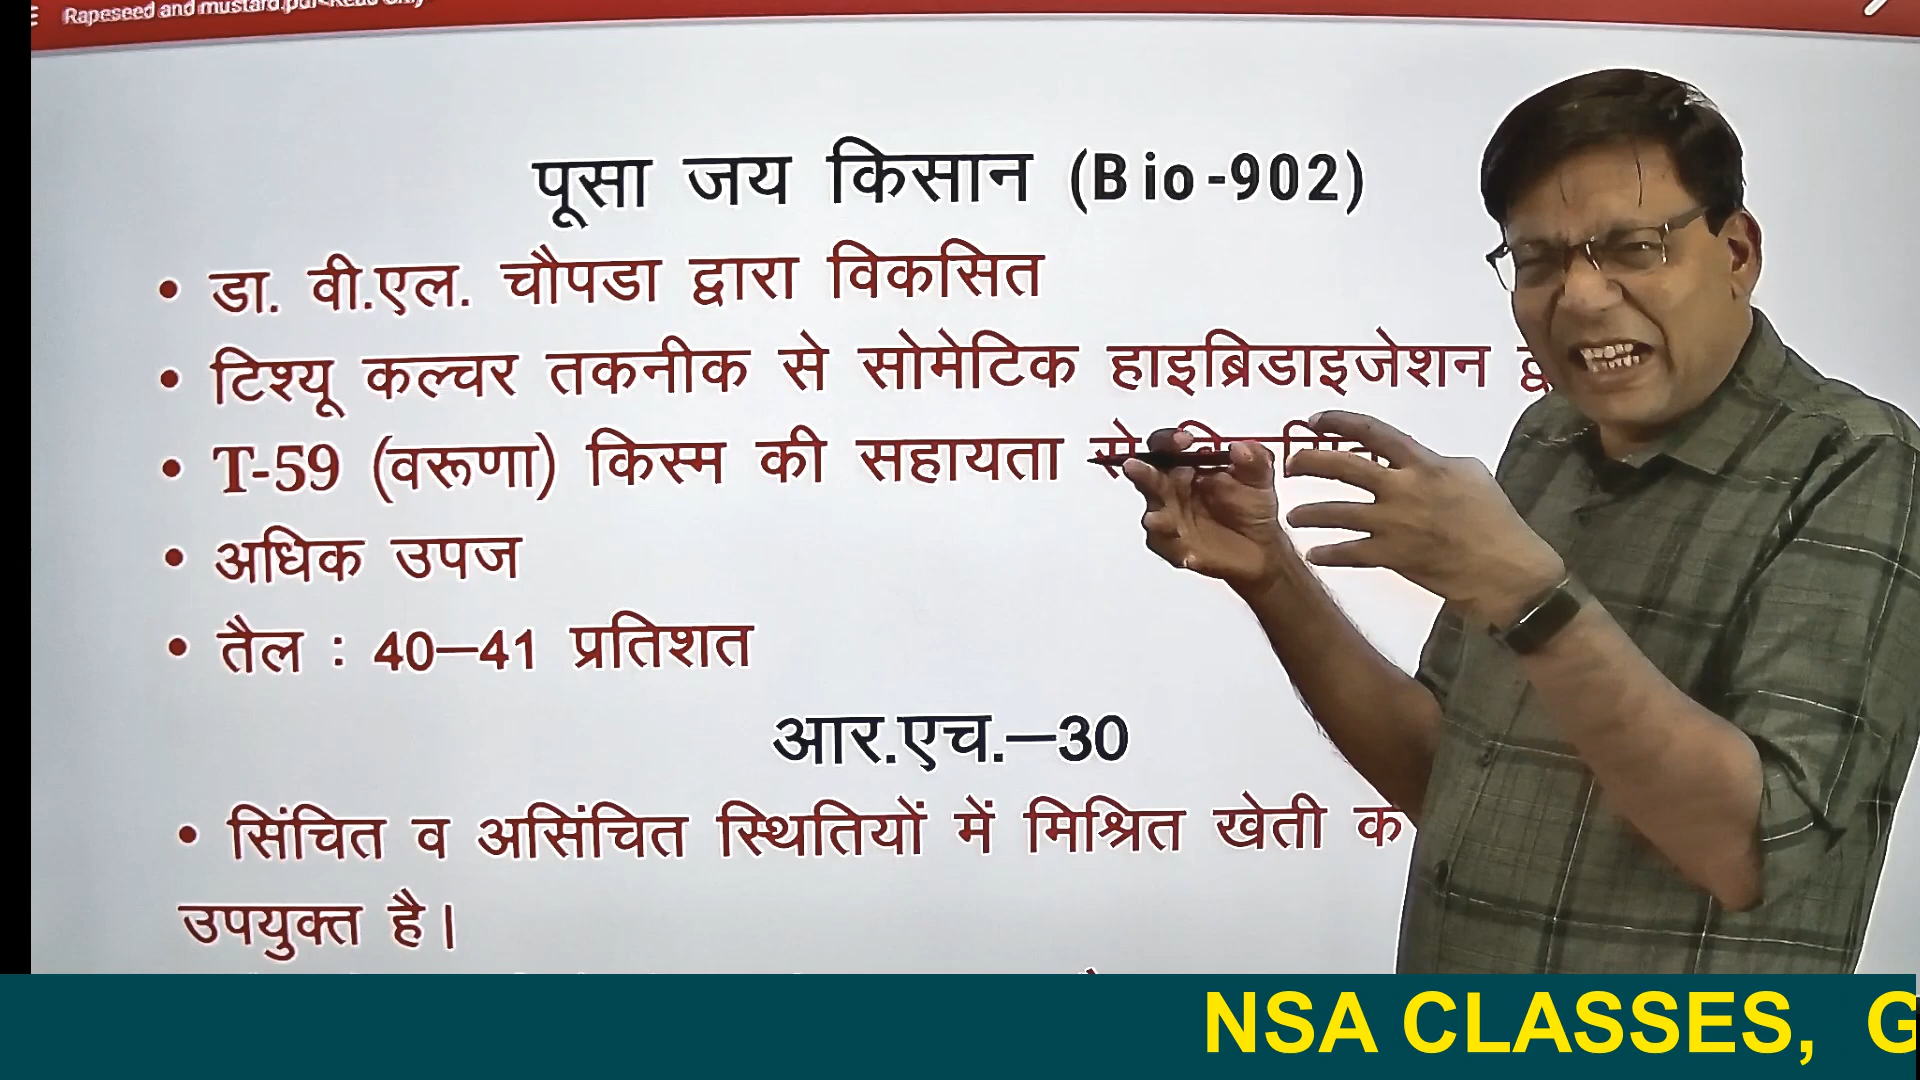 Rapeseed and mustard.pdf
पूसा जय किसान (Bio-902)
• डा. वी.एल. चौपडा द्वारा विकसित
• टिश्यू कल्चर तकनीक से सोमेटिक हाइब्रिडाइजेशन
• T-59 (वरूणा) किस्म की सहायता से
• अधिक उपज
• तैल : 40–41 प्रतिशत
आर.एच.–30
• सिंचित व असिंचित स्थितियों में मिश्रित खेती
उपयुक्त है।
NSA CLASSES, G